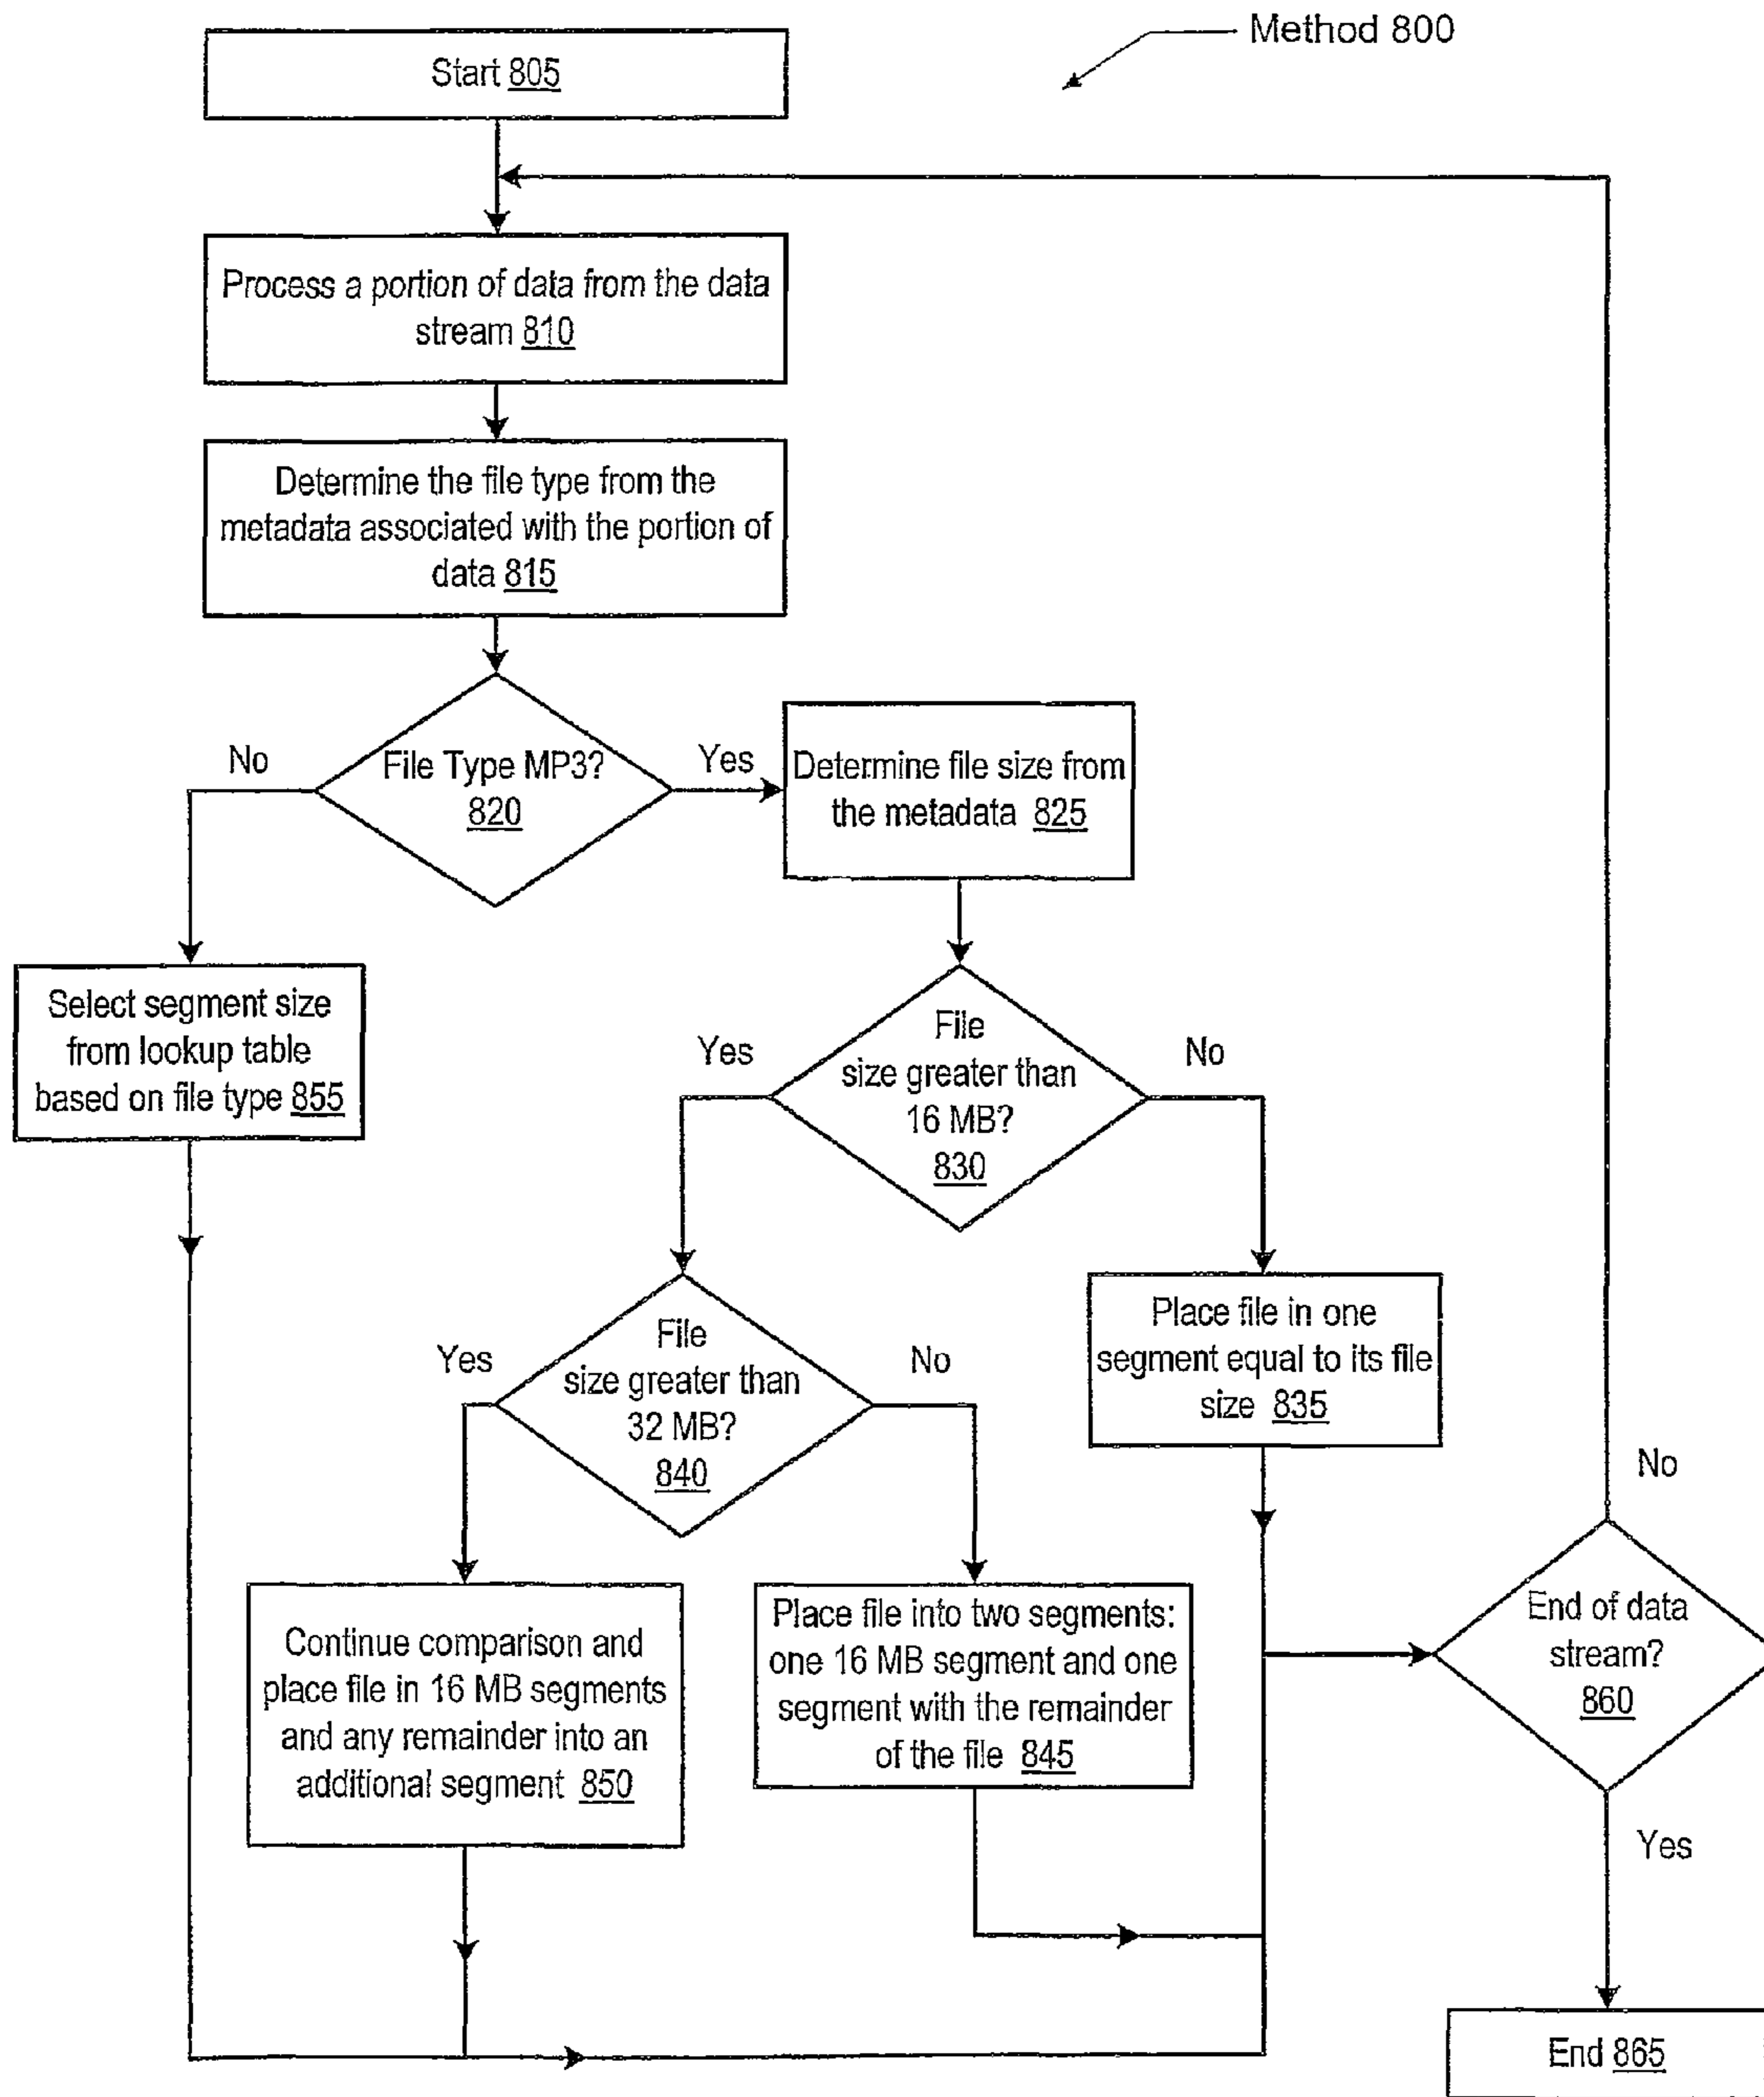 Method 800
Start 805
Process a portion of data from the data
stream 810
Determine the file type from the
metadata associated with the portion of
data 815
No
File Type MP3?
820
Yes
Determine file size from
the metadata 825
Select segment size
from lookup table
based on file type 855
Yes
File
size greater than
16 MB?
830
No
Yes
File
size greater than
32 MB?
840
No
Place file in one
segment equal to its file
size 835
Continue comparison and
place file in 16 MB segments
and any remainder into an
additional segment 850
Place file into two segments:
one 16 MB segment and one
segment with the remainder
of the file 845
No
End of data
stream?
860
Yes
End 865